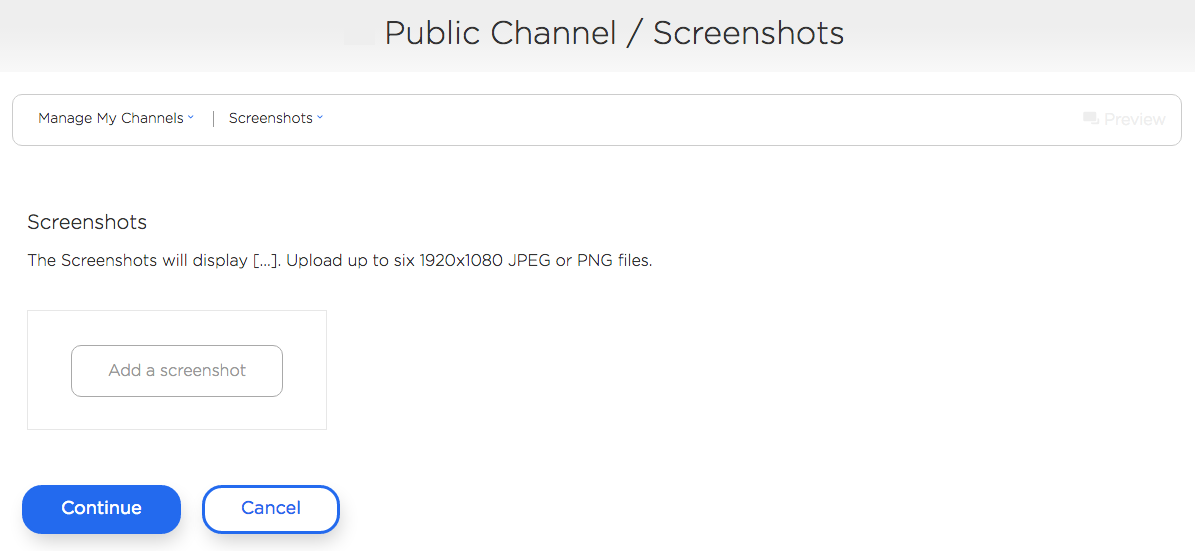 Public Channel / Screenshots
Manage My Channels | Screenshots
Preview
Screenshots
The Screenshots will display [...]. Upload up to six 1920x1080 JPEG or PNG files.
Add a screenshot
Continue Cancel